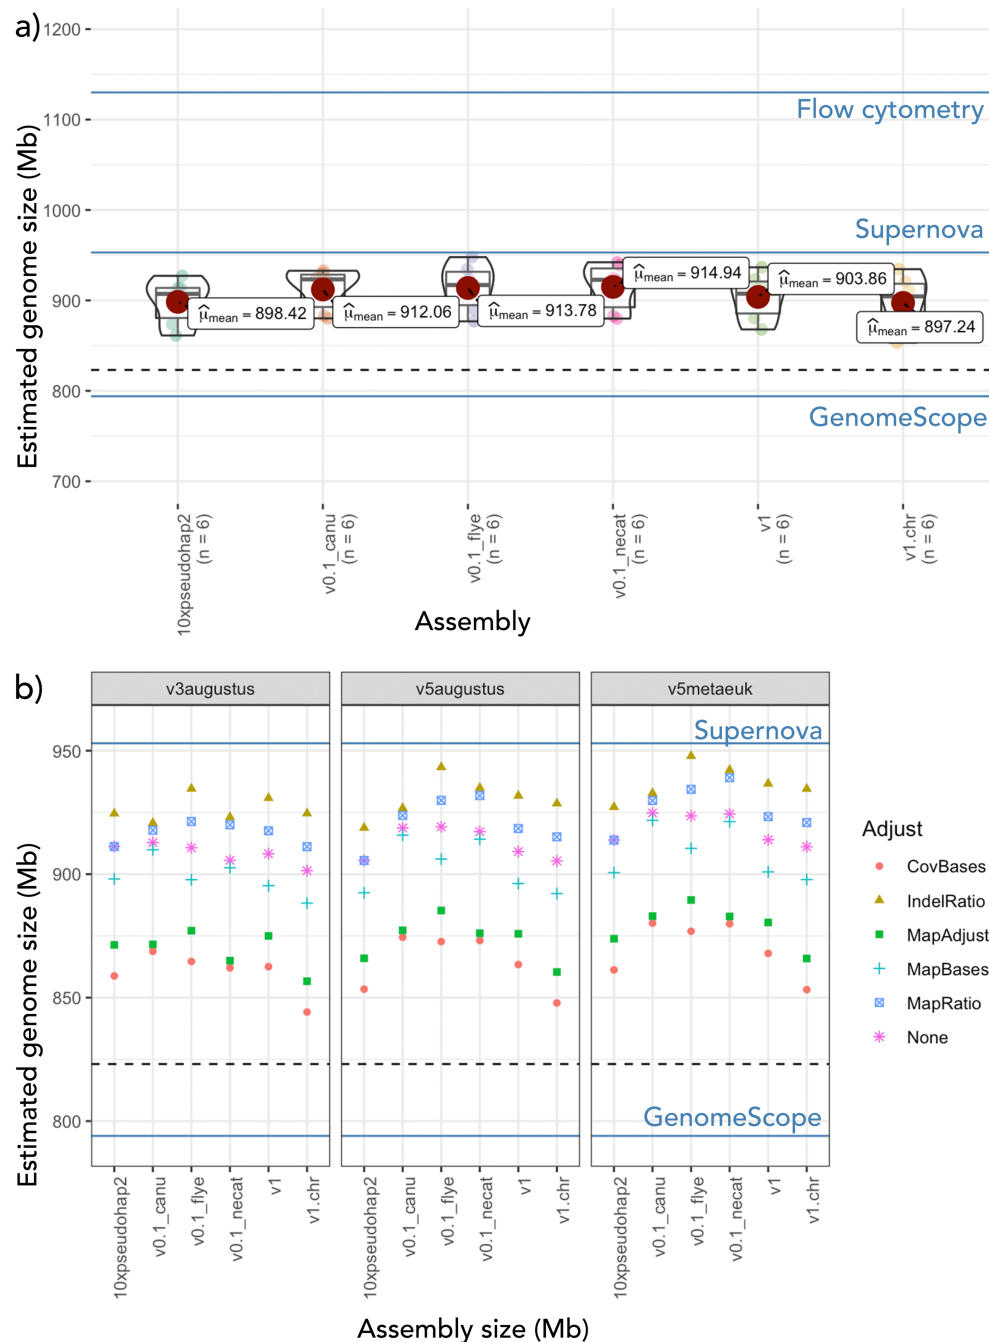 a)
1200
1100
1000
900
800
700
Estimated genome size (Mb)
Flow cytometry
Supernova
GenomeScope
μ̂mean = 898.42
μ̂mean = 912.06
μ̂mean = 913.78
μ̂mean = 914.94
μ̂mean = 903.86
μ̂mean = 897.24
10xpseudohap2
(n = 6)
v0.1_canu
(n = 6)
v0.1_flye
(n = 6)
v0.1_necat
(n = 6)
v1
(n = 6)
v1.chr
(n = 6)
Assembly
b)
v3augustus
v5augustus
v5metaeuk
950
900
850
800
Estimated genome size (Mb)
Supernova
GenomeScope
Adjust
CovBases
IndelRatio
MapAdjust
MapBases
MapRatio
None
10xpseudohap2
v0.1_canu
v0.1_flye
v0.1_necat
v1
v1.chr
10xpseudohap2
v0.1_canu
v0.1_flye
v0.1_necat
v1
v1.chr
10xpseudohap2
v0.1_canu
v0.1_flye
v0.1_necat
v1
v1.chr
Assembly size (Mb)